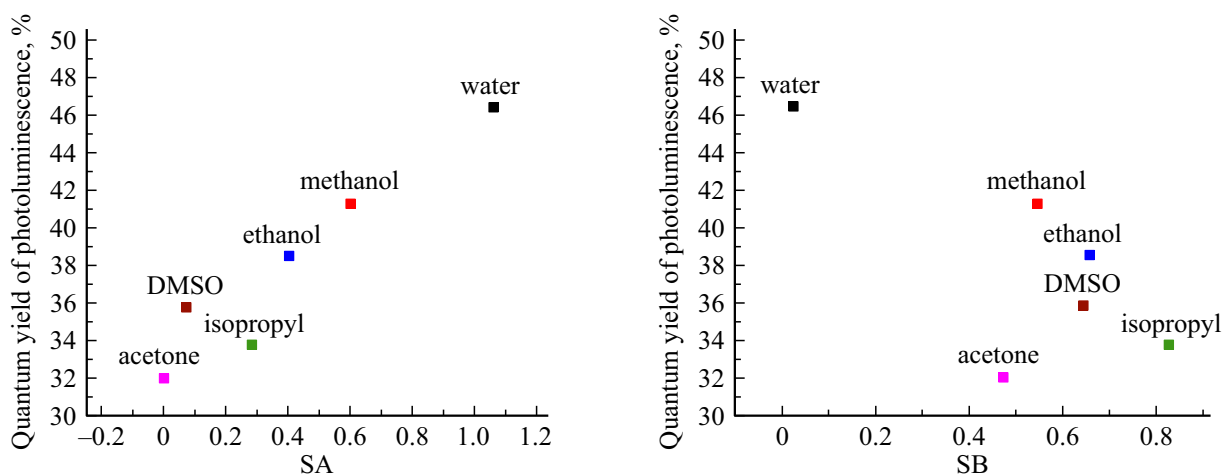 Quantum yield of photoluminescence, %
50
48
46
44
42
40
38
36
34
32
30
water
methanol
ethanol
DMSO
isopropyl
acetone
–0.2 0 0.2 0.4 0.6 0.8 1.0 1.2
SA
Quantum yield of photoluminescence, %
50
48
46
44
42
40
38
36
34
32
30
water
methanol
ethanol
DMSO
isopropyl
acetone
0 0.2 0.4 0.6 0.8
SB